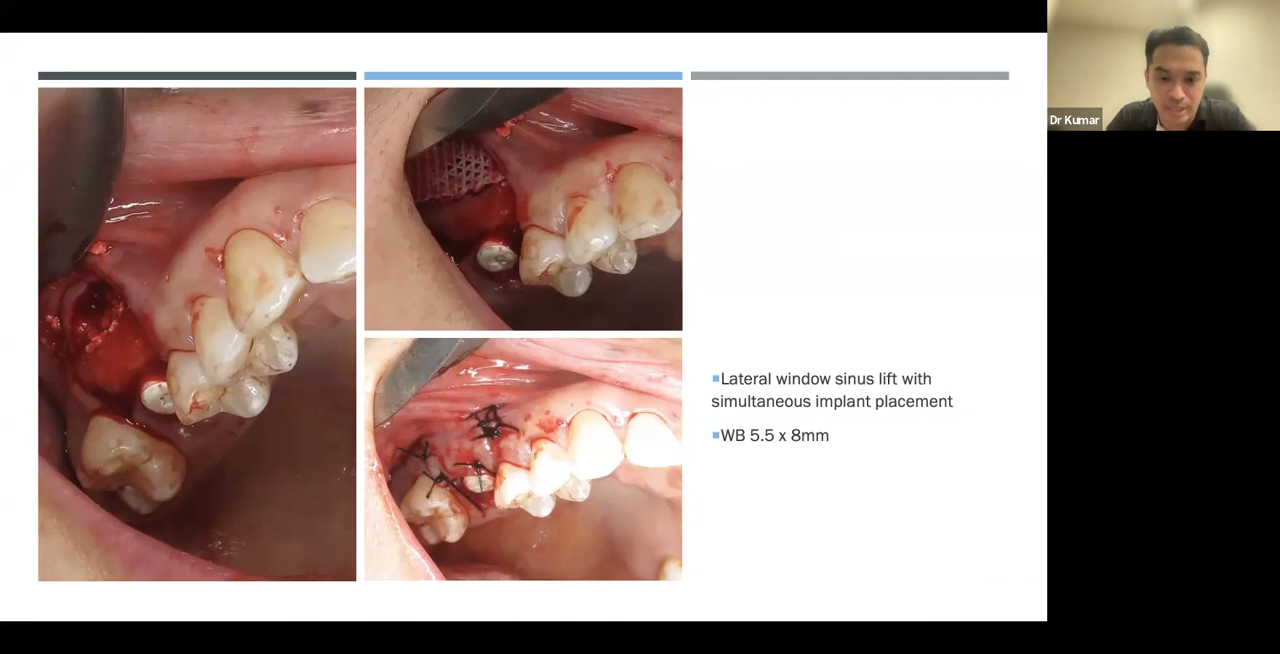 Dr Kumar
▪Lateral window sinus lift with
simultaneous implant placement
▪WB 5.5 x 8mm